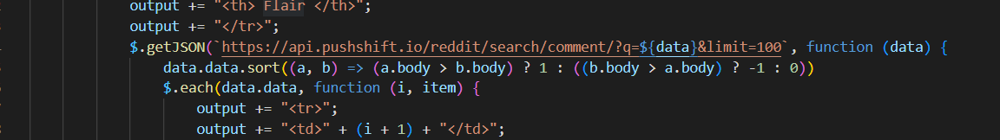 output += "<th> Flair </th>";
output += "</tr>";
$.getJSON(`https://api.pushshift.io/reddit/search/comment/?q=${data}&limit=100`, function (data) {
data.data.sort((a, b) => (a.body > b.body) ? 1 : ((b.body > a.body) ? -1 : 0))
$.each(data.data, function (i, item) {
output += "<tr>";
output += "<td>" + (i + 1) + "</td>";